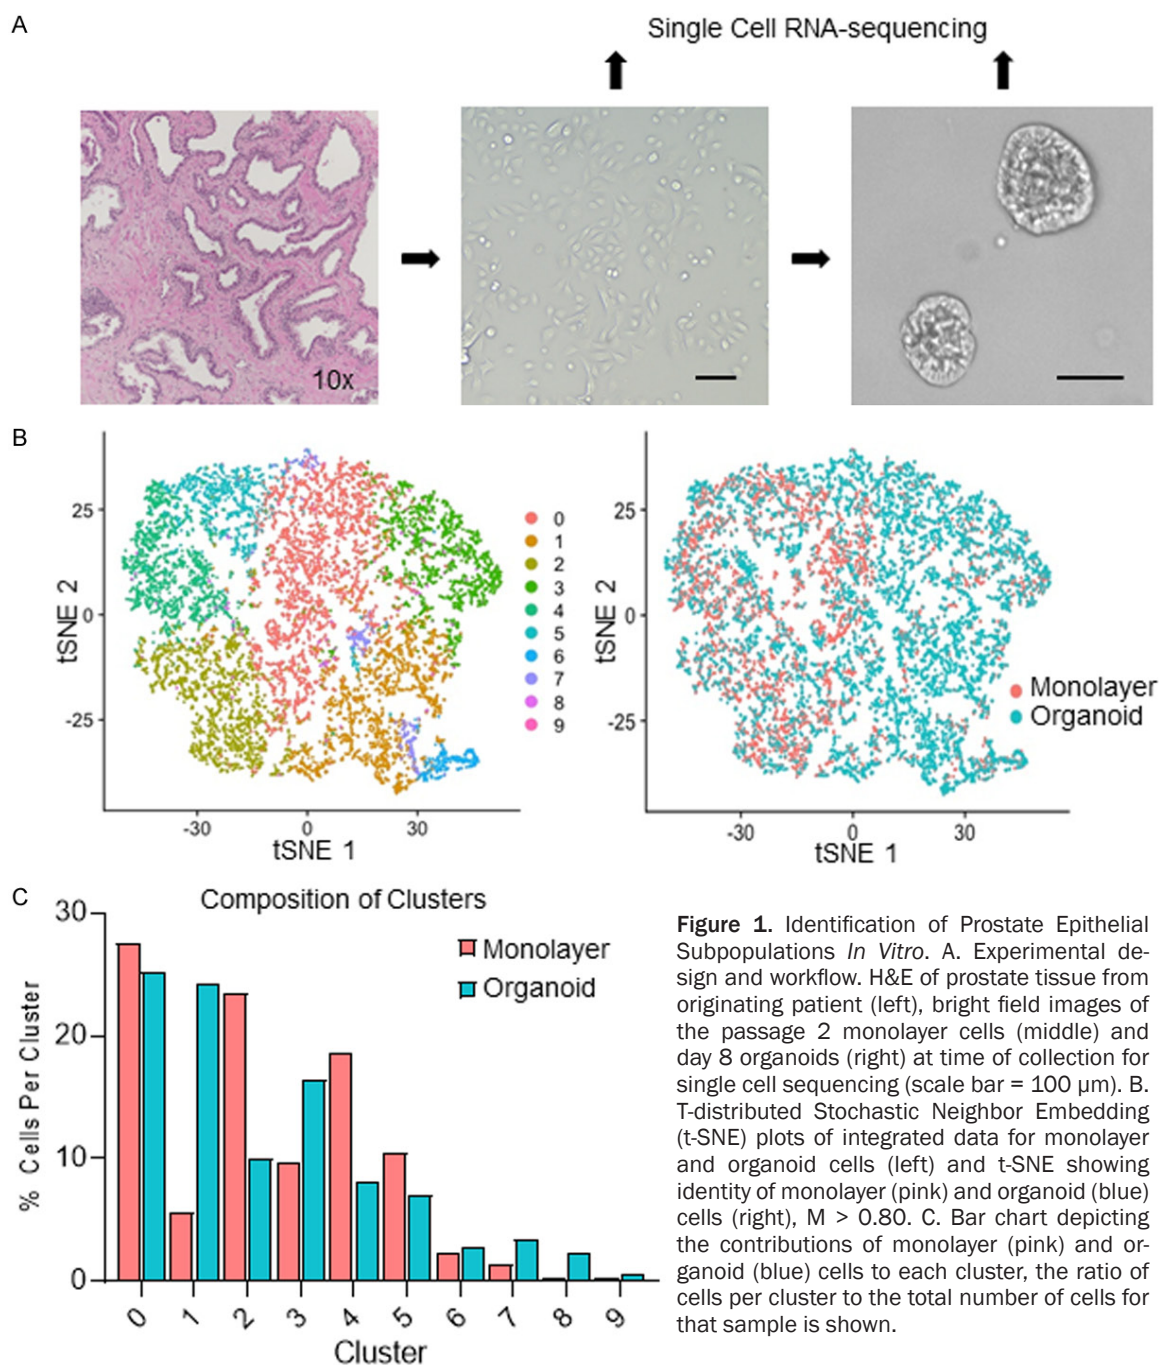 A
Single Cell RNA-sequencing
10x
B
25
0
-25
tSNE 2
-30
0
30
tSNE 1
0
1
2
3
4
5
6
7
8
9
25
0
-25
tSNE 2
-30
0
30
tSNE 1
Monolayer
Organoid
C
Composition of Clusters
30
20
10
0
% Cells Per Cluster
Monolayer
Organoid
0
1
2
3
4
5
6
7
8
9
Cluster
Figure 1. Identification of Prostate Epithelial
Subpopulations In Vitro. A. Experimental de-
sign and workflow. H&E of prostate tissue from
originating patient (left), bright field images of
the passage 2 monolayer cells (middle) and
day 8 organoids (right) at time of collection for
single cell sequencing (scale bar = 100 μm). B.
T-distributed Stochastic Neighbor Embedding
(t-SNE) plots of integrated data for monolayer
and organoid cells (left) and t-SNE showing
identity of monolayer (pink) and organoid (blue)
cells (right), M > 0.80. C. Bar chart depicting
the contributions of monolayer (pink) and or-
ganoid (blue) cells to each cluster, the ratio of
cells per cluster to the total number of cells for
that sample is shown.